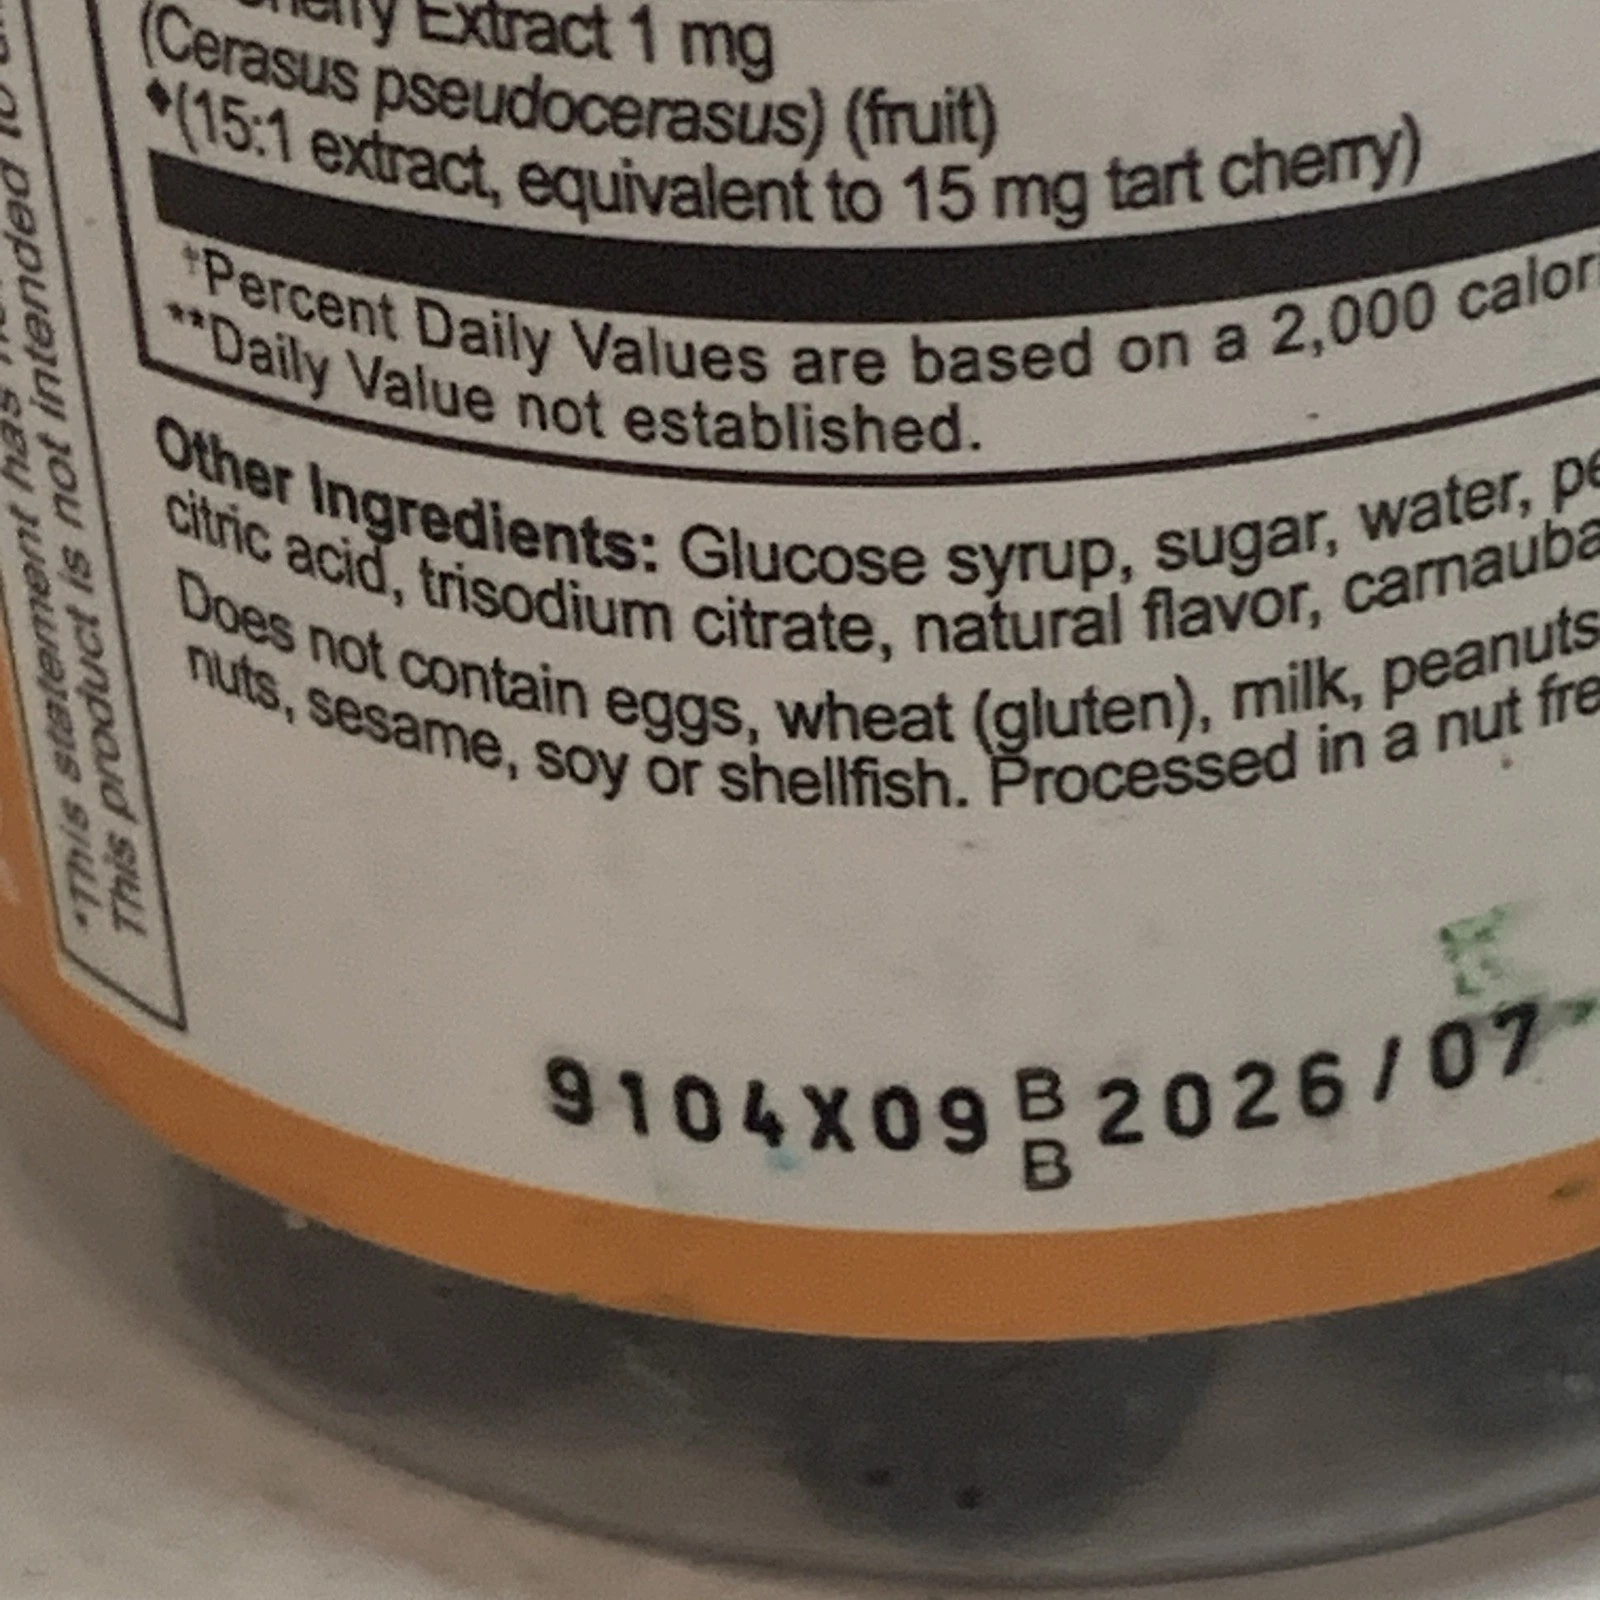 Extract 1 mg
(Cerasus pseudocerasus) (fruit)
♦(15:1 extract, equivalent to 15 mg tart cherry)
†Percent Daily Values are based on a 2,000
**Daily Value not established.
Other Ingredients: Glucose syrup, sugar, water,
citric acid, trisodium citrate, natural flavor, carnauba
Does not contain eggs, wheat (gluten), milk, peanuts
nuts, sesame, soy or shellfish. Processed in a nut
9104X09 B 2026/07
B
*This statement has
This product is not intended to